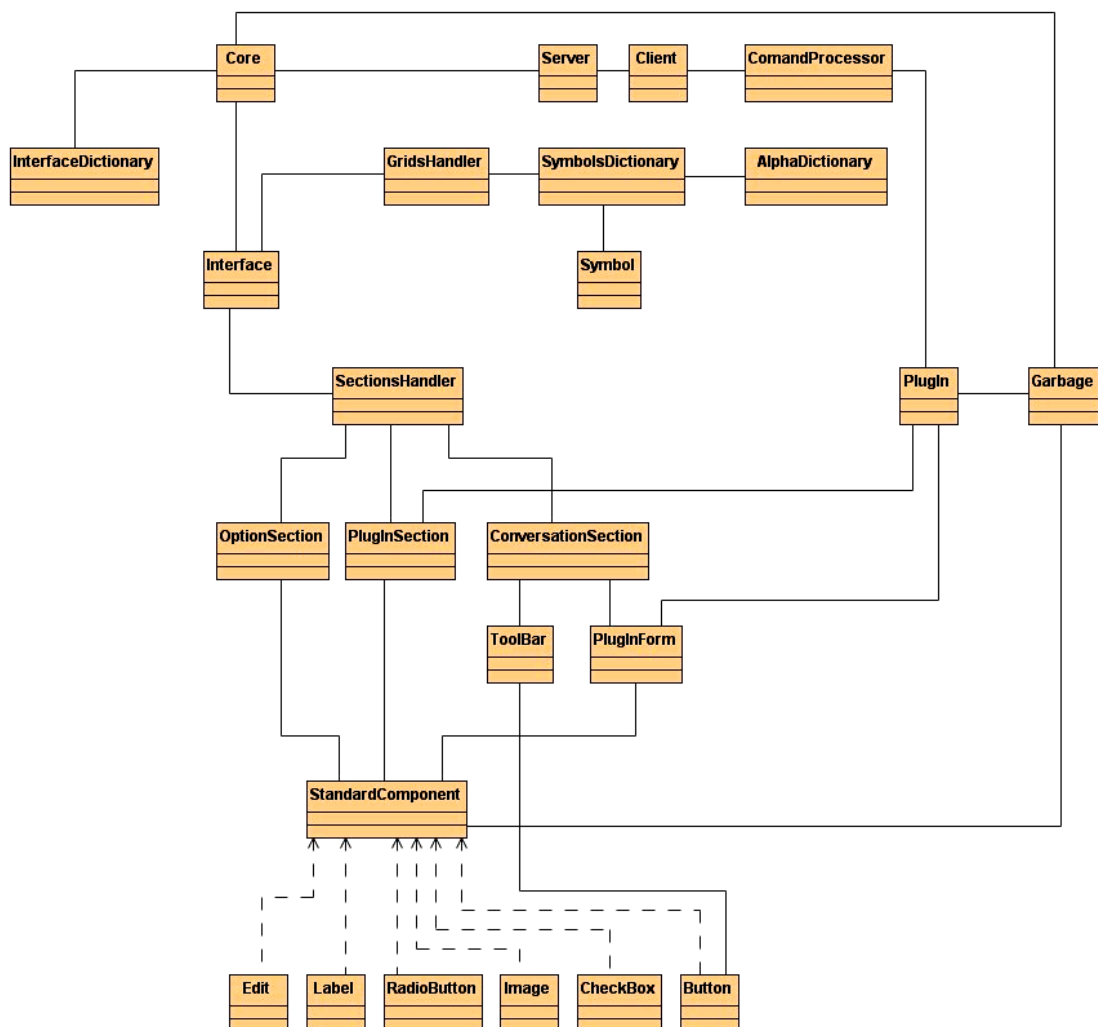 Core
Server
Client
ComandProcessor
InterfaceDictionary
GridsHandler
SymbolsDictionary
AlphaDictionary
Interface
Symbol
SectionsHandler
PlugIn
Garbage
OptionSection
PlugInSection
ConversationSection
ToolBar
PlugInForm
StandardComponent
Edit
Label
RadioButton
Image
CheckBox
Button